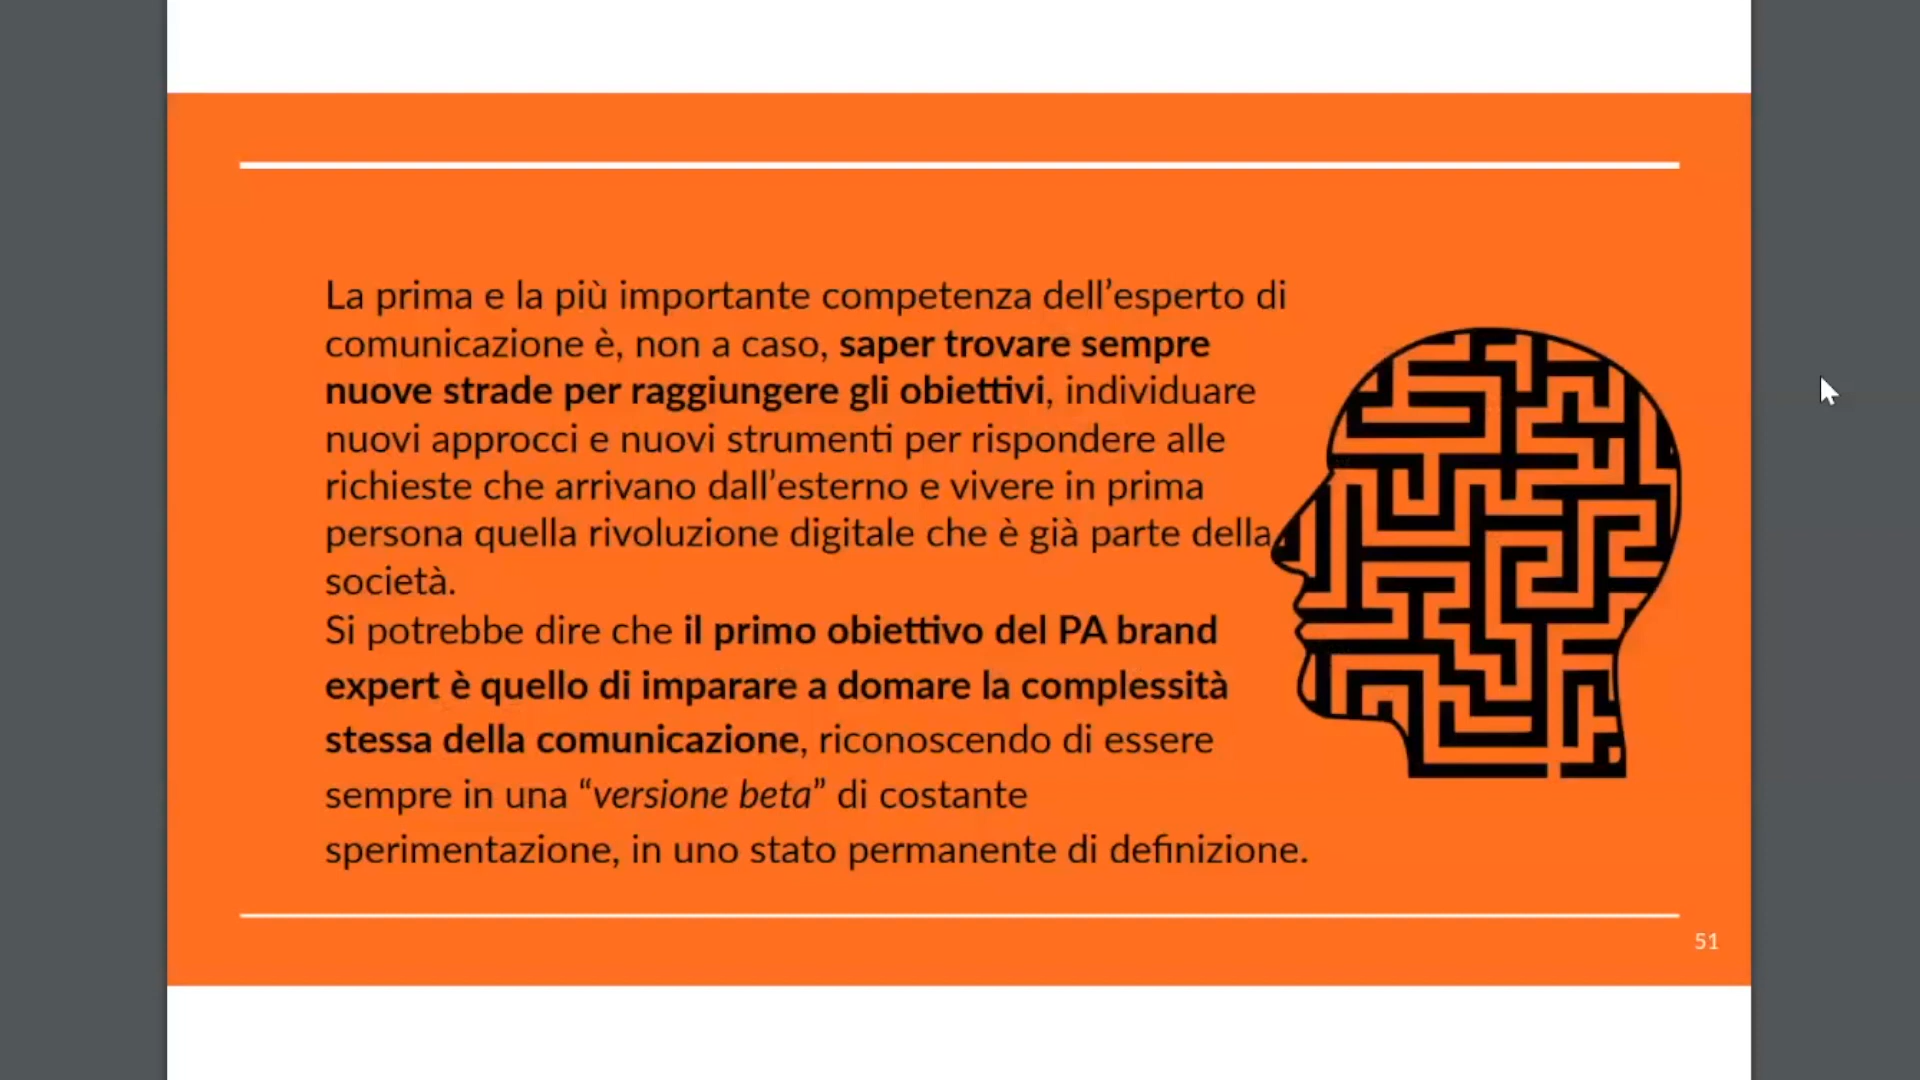 La prima e la più importante competenza dell’esperto di
comunicazione è, non a caso, saper trovare sempre
nuove strade per raggiungere gli obiettivi, individuare
nuovi approcci e nuovi strumenti per rispondere alle
richieste che arrivano dall’esterno e vivere in prima
persona quella rivoluzione digitale che è già parte della
società.
Si potrebbe dire che il primo obiettivo del PA brand
expert è quello di imparare a domare la complessità
stessa della comunicazione, riconoscendo di essere
sempre in una “versione beta” di costante
sperimentazione, in uno stato permanente di definizione.
51